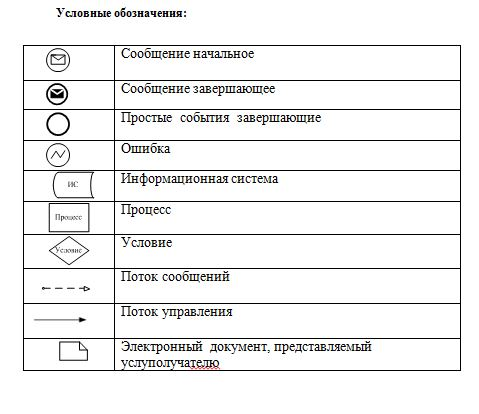 Условные обозначения:
Сообщение начальное
Сообщение завершающее
Простые события завершающие
Ошибка
ИС
Информационная система
Процесс
Процесс
Условие
Условие
Поток сообщений
Поток управления
Электронный документ, представляемый
услуполучателю